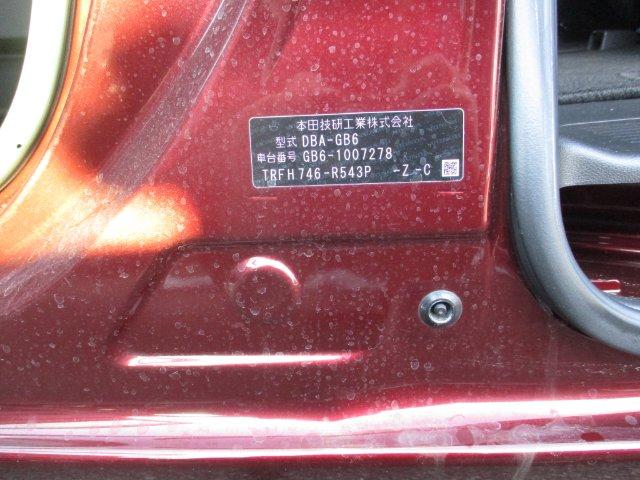 本田技研工業株式会社
型式 DBA-GB6
車台番号 GB6-1007278
TRFH746-R543P -Z-C